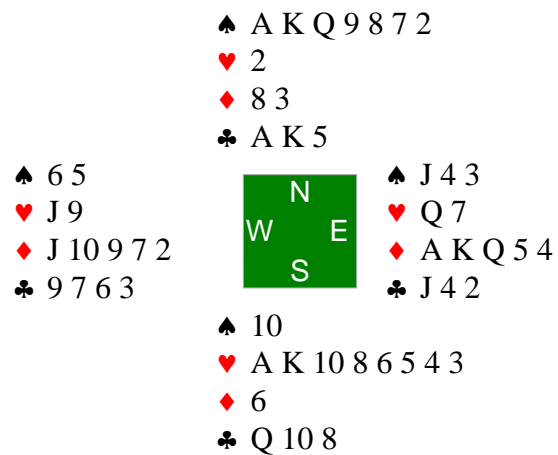 ♠ A K Q 9 8 7 2
♥ 2
♦ 8 3
♣ A K 5
♠ 6 5
♥ J 9
♦ J 10 9 7 2
♣ 9 7 6 3
N
W E
S
♠ J 4 3
♥ Q 7
♦ A K Q 5 4
♣ J 4 2
♠ 10
♥ A K 10 8 6 5 4 3
♦ 6
♣ Q 10 8